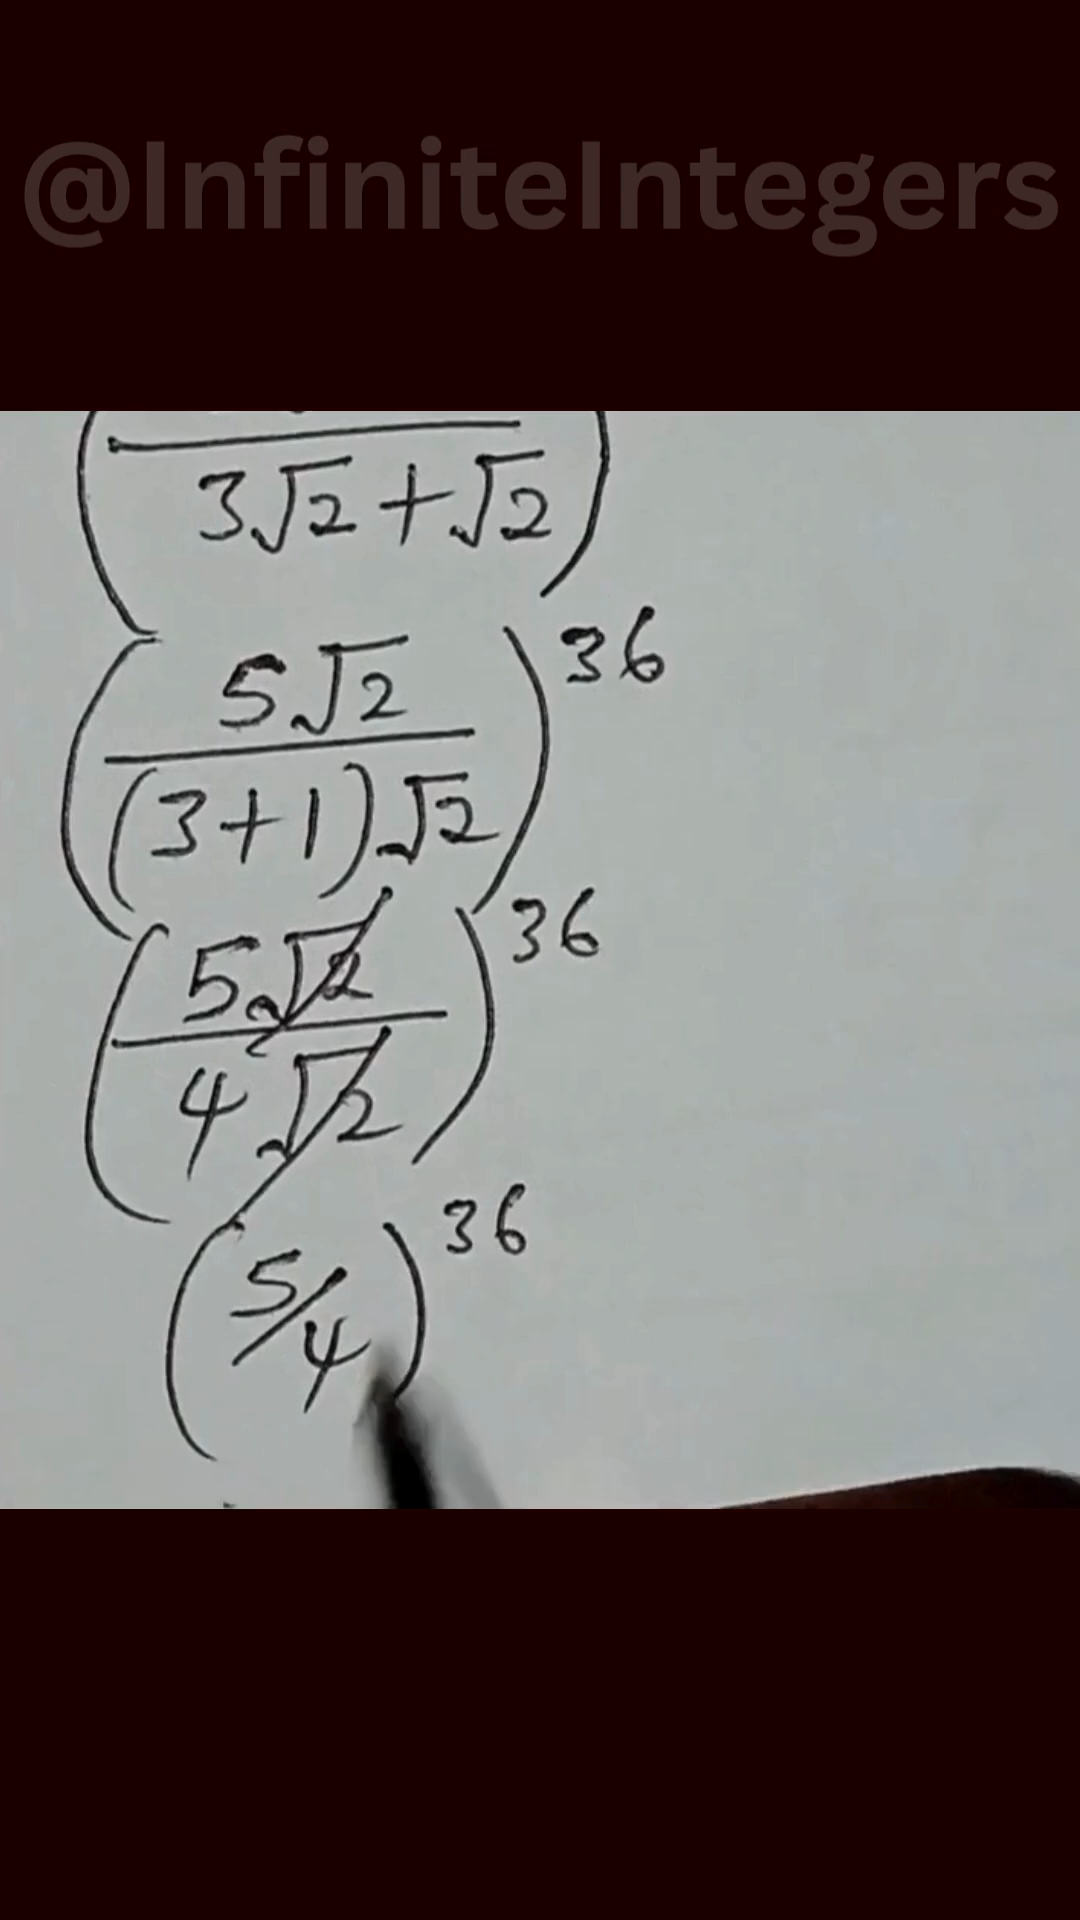 @InfiniteIntegers
3√2 + √2
(5√2 / (3+1)√2)^36
(5√2 / 4√2)^36
(5/4)^36